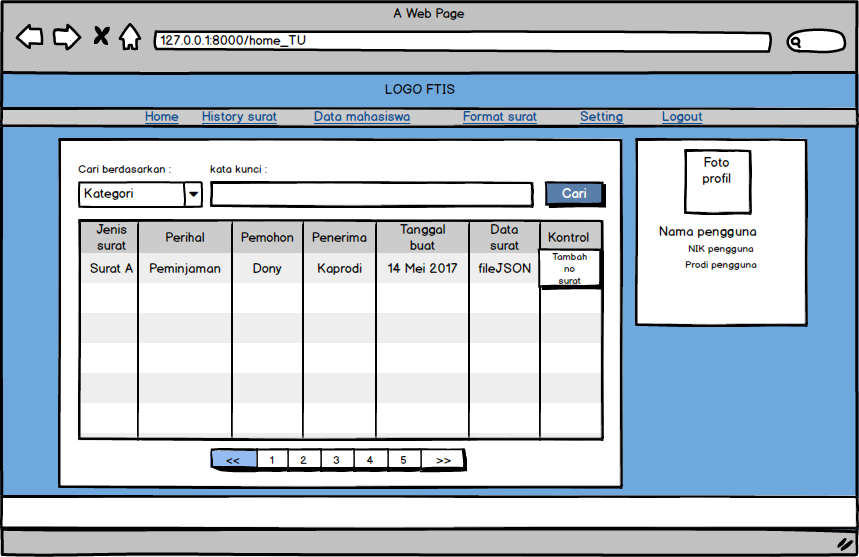 A Web Page
127.0.0.1:8000/home_TU
LOGO FTIS
Home History surat Data mahasiswa Format surat Setting Logout
Cari berdasarkan : kata kunci :
Kategori Cari
Jenis surat Perihal Pemohon Penerima Tanggal buat Data surat Kontrol
Surat A Peminjaman Dony Kaprodi 14 Mei 2017 fileJSON Tambah no surat
<< 1 2 3 4 5 >>
Foto
profil
Nama pengguna
NIK pengguna
Prodi pengguna